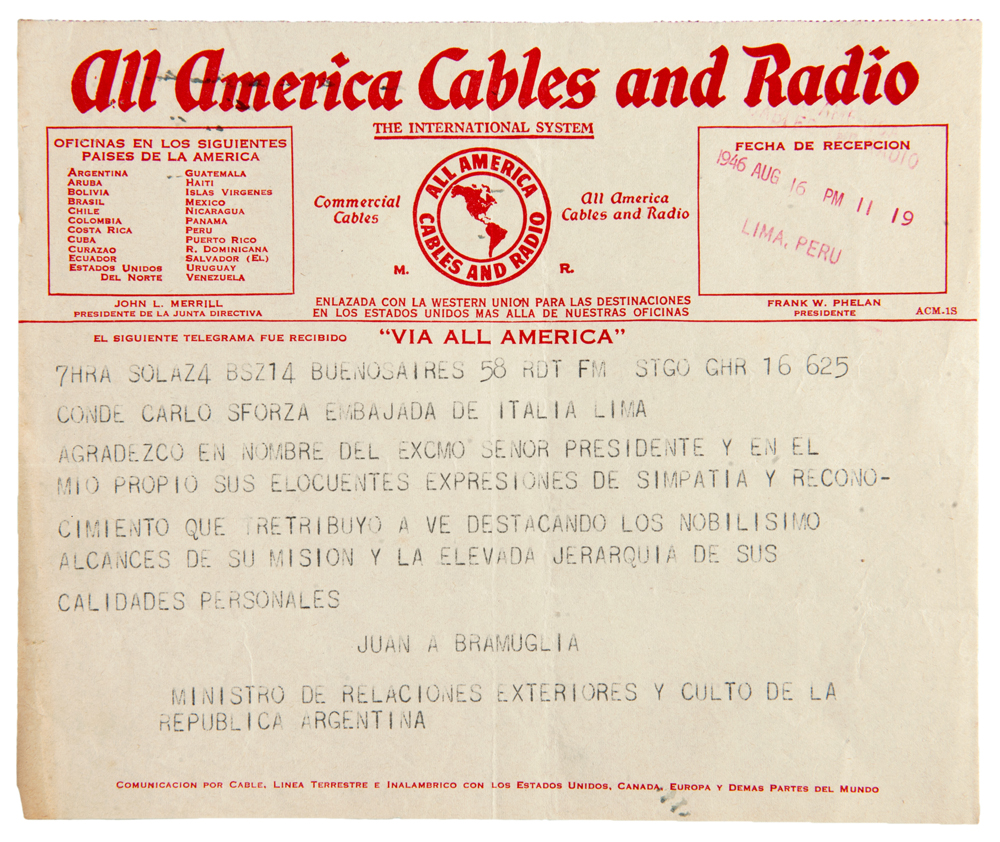 All America Cables and Radio
THE INTERNATIONAL SYSTEM
OFICINAS EN LOS SIGUIENTES
PAISES DE LA AMERICA
ARGENTINA
ARUBA
BOLIVIA
BRASIL
CHILE
COLOMBIA
COSTA RICA
CUBA
CURAZAO
ECUADOR
ESTADOS UNIDOS
DEL NORTE
GUATEMALA
HAITI
ISLAS VIRGENES
MEXICO
NICARAGUA
PANAMA
PERU
PUERTO RICO
R. DOMINICANA
SALVADOR (EL)
URUGUAY
VENEZUELA
JOHN L. MERRILL
PRESIDENTE DE LA JUNTA DIRECTIVA
Commercial
Cables
ALL AMERICA
CABLES AND RADIO
All America
Cables and Radio
M. R.
ENLAZADA CON LA WESTERN UNION PARA LAS DESTINACIONES
EN LOS ESTADOS UNIDOS MAS ALLA DE NUESTRAS OFICINAS
FECHA DE RECEPCION
1946 AUG 16 PM 11 19
LIMA, PERU
FRANK W. PHELAN
PRESIDENTE
ACM-1S
EL SIGUIENTE TELEGRAMA FUE RECIBIDO "VIA ALL AMERICA"
7HRA SOLAZ4 BSZ14 BUENOSAIRES 58 RDT FM STGO GHR 16 625
CONDE CARLO SFORZA EMBAJADA DE ITALIA LIMA
AGRADEZCO EN NOMBRE DEL EXCMO SENOR PRESIDENTE Y EN EL
MIO PROPIO SUS ELOCUENTES EXPRESIONES DE SIMPATIA Y RECONO-
CIMIENTO QUE RETRIBUYO A VE DESTACANDO LOS NOBILISIMO
ALCANCES DE SU MISION Y LA ELEVADA JERARQUIA DE SUS
CALIDADES PERSONALES
JUAN A BRAMUGLIA
MINISTRO DE RELACIONES EXTERIORES Y CULTO DE LA
REPUBLICA ARGENTINA
COMUNICACION POR CABLE, LINEA TERRESTRE E INALAMBRICO CON LOS ESTADOS UNIDOS, CANADA, EUROPA Y DEMAS PARTES DEL MUNDO